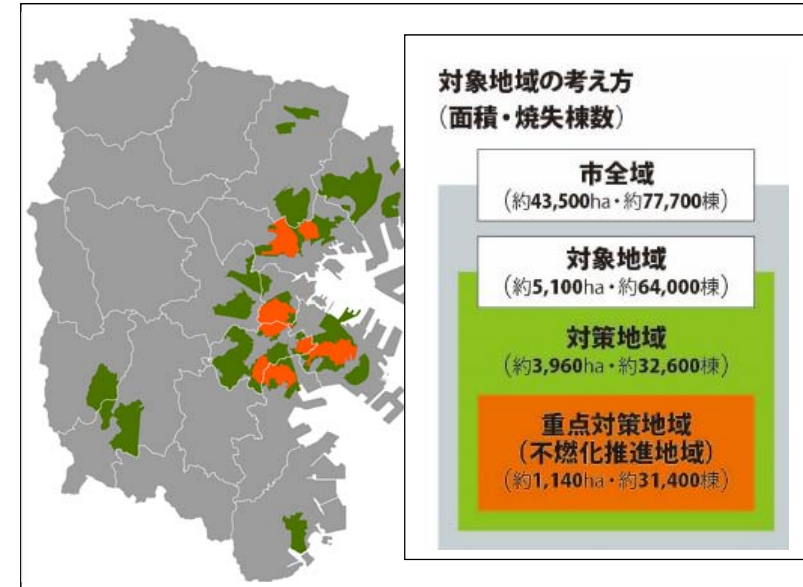 対象地域の考え方
（面積・焼失棟数）
市全域
（約43,500ha・約77,700棟）
対象地域
（約5,100ha・約64,000棟）
対策地域
（約3,960ha・約32,600棟）
重点対策地域
（不燃化推進地域）
（約1,140ha・約31,400棟）